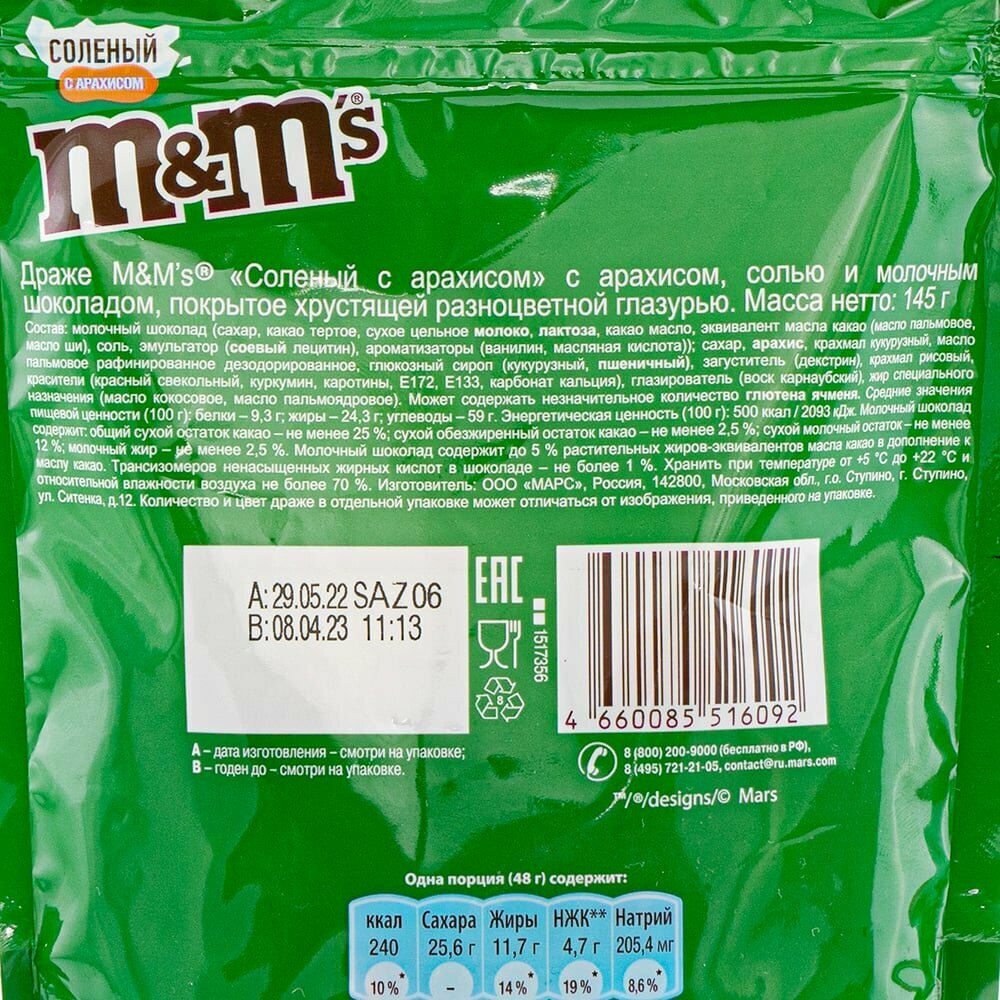 СОЛЕНЫЙ
С АРАХИСОМ
M&M's®
Драже M&M's® «Соленый с арахисом» с арахисом, солью и молочным
шоколадом, покрытое хрустящей разноцветной глазурью. Масса нетто: 145 г
Состав: молочный шоколад (сахар, какао тертое, сухое цельное молоко, лактоза, какао масло, эквивалент масла какао (масло пальмовое,
масло ши), соль, эмульгатор (соевый лецитин), ароматизаторы (ванилин, масляная кислота)); сахар, арахис, крахмал кукурузный, масло
пальмовое рафинированное дезодорированное, глюкозный сироп (кукурузный, пшеничный), загуститель (декстрин), крахмал рисовый,
красители (красный свекольный, куркумин, каротины, Е172, Е133, карбонат кальция), глазирователь (воск карнаубский), жир специального
назначения (масло кокосовое, масло пальмоядровое). Может содержать незначительное количество глютена ячменя. Средние значения
пищевой ценности (100 г): белки – 9,3 г; жиры – 24,3 г; углеводы – 59 г. Энергетическая ценность (100 г): 500 ккал / 2093 кДж. Молочный шоколад
содержит: общий сухой остаток какао – не менее 25 %; сухой обезжиренный остаток какао – не менее 2,5 %; сухой молочный остаток – не менее
12 %; молочный жир – не менее 2,5 %. Молочный шоколад содержит до 5 % растительных жиров-эквивалентов масла какао в дополнение к
маслу какао. Трансизомеров ненасыщенных жирных кислот в шоколаде – не более 1 %. Хранить при температуре от +5 °C до +22 °C и
относительной влажности воздуха не более 70 %. Изготовитель: ООО «МАРС», Россия, 142800, Московская обл., г.о. Ступино, г. Ступино,
ул. Ситенка, д.12. Количество и цвет драже в отдельной упаковке может отличаться от изображения, приведенного на упаковке.
A: 29.05.22 SAZ06
B: 08.04.23 11:13
EAC
8
1517356
4 660085 516092
А – дата изготовления – смотри на упаковке;
В – годен до – смотри на упаковке.
8 (800) 200-9000 (бесплатно в РФ),
8 (495) 721-21-05, contact@ru.mars.com
™/®/designs/© Mars
Одна порция (48 г) содержит:
ккал Сахара Жиры НЖК** Натрий
240 25,6 г 11,7 г 4,7 г 205,4 мг
10 %* – 14 %* 19 %* 8,6 %*